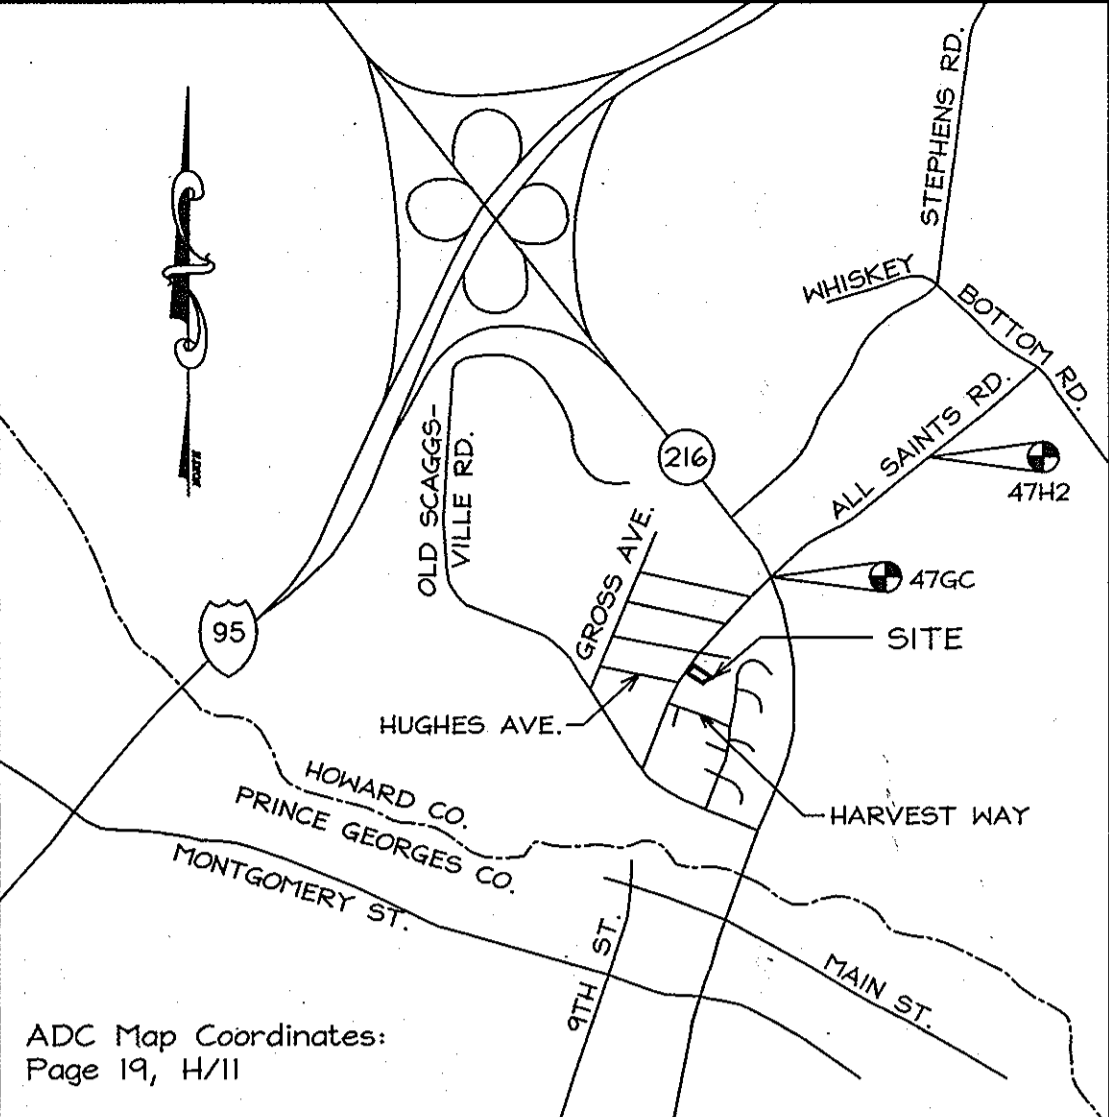 STEPHENS RD.
WHISKEY
BOTTOM RD.
ALL SAINTS RD.
47H2
216
OLD SCAGGS-
VILLE RD.
GROSS AVE.
47GC
SITE
95
HUGHES AVE.
HARVEST WAY
HOWARD CO.
PRINCE GEORGES CO.
MONTGOMERY ST.
9TH ST.
MAIN ST.
NORTH
ADC Map Coordinates:
Page 19, H/11